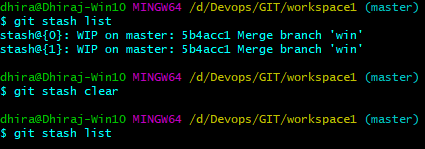 dhira@Dhiraj-Win10 MINGW64 /d/Devops/GIT/workspace1 (master)
$ git stash list
stash@{0}: WIP on master: 5b4acc1 Merge branch 'win'
stash@{1}: WIP on master: 5b4acc1 Merge branch 'win'
dhira@Dhiraj-Win10 MINGW64 /d/Devops/GIT/workspace1 (master)
$ git stash clear
dhira@Dhiraj-Win10 MINGW64 /d/Devops/GIT/workspace1 (master)
$ git stash list